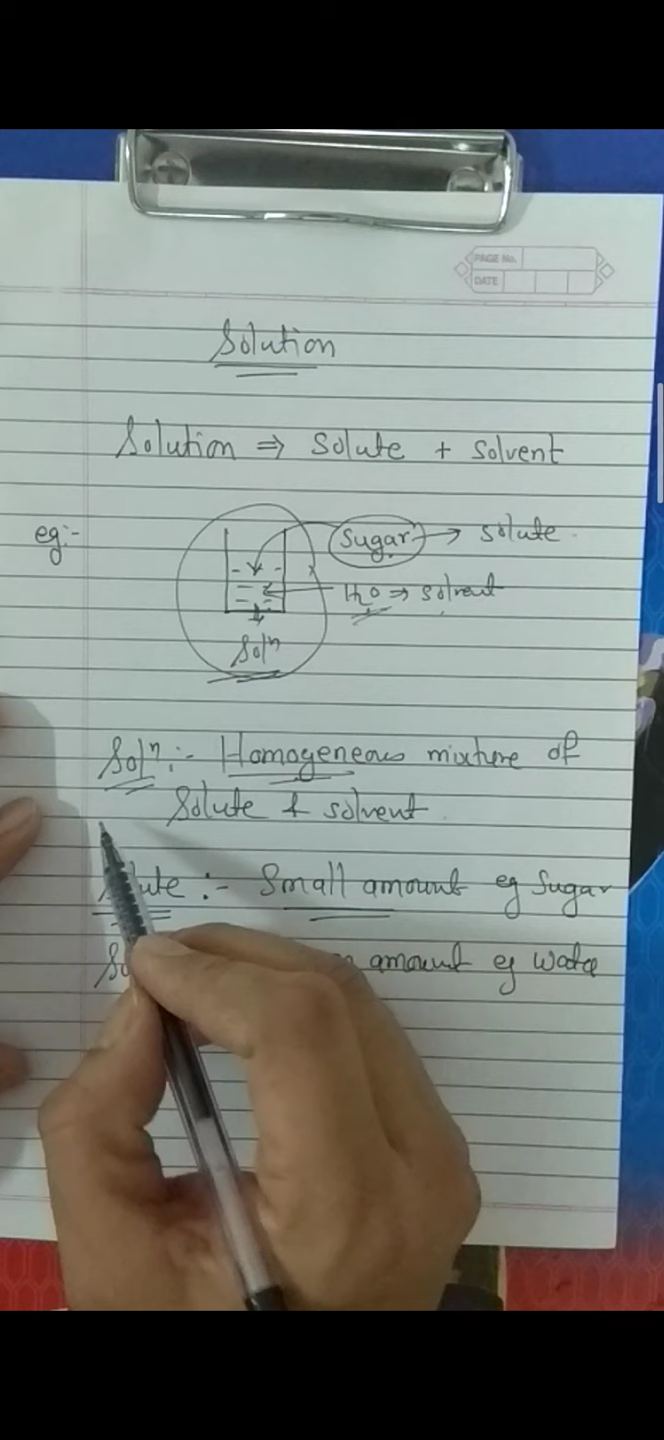 PAGE No.
DATE
Solution
Solution ⇒ Solute + Solvent
eg:- Sugar → Solute.
H2O ⇒ solvent
Solⁿ
Solⁿ :- Homogeneous mixture of
Solute & solvent
:- Small amount eg Sugar
amount eg Water